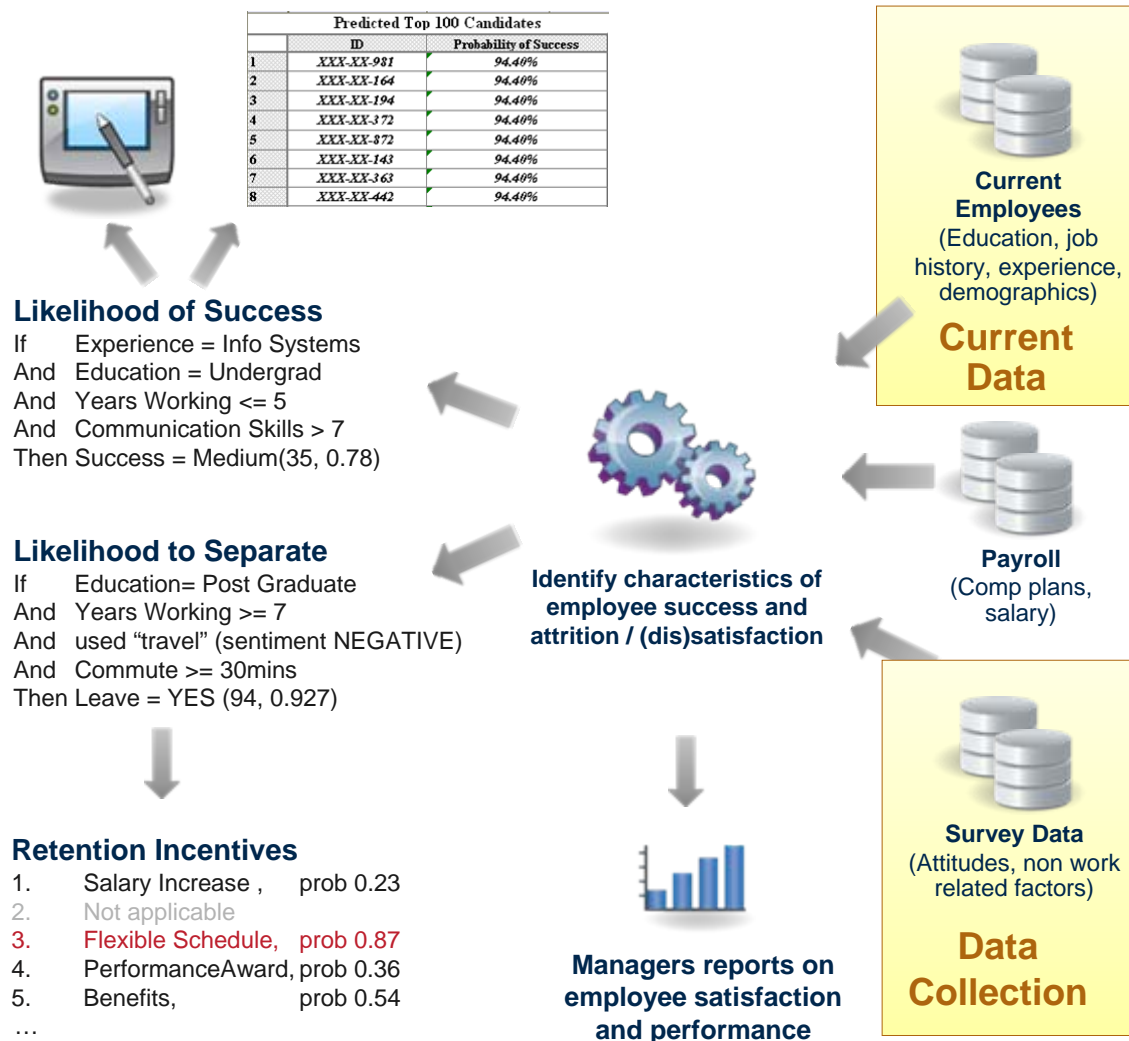 Predicted Top 100 Candidates
ID Probability of Success
1 XXX-XX-981 94.40%
2 XXX-XX-164 94.40%
3 XXX-XX-194 94.40%
4 XXX-XX-372 94.40%
5 XXX-XX-872 94.40%
6 XXX-XX-143 94.40%
7 XXX-XX-363 94.40%
8 XXX-XX-442 94.40%
Likelihood of Success
If Experience = Info Systems
And Education = Undergrad
And Years Working <= 5
And Communication Skills > 7
Then Success = Medium(35, 0.78)
Likelihood to Separate
If Education= Post Graduate
And Years Working >= 7
And used “travel” (sentiment NEGATIVE)
And Commute >= 30mins
Then Leave = YES (94, 0.927)
Retention Incentives
1. Salary Increase , prob 0.23
2. Not applicable
3. Flexible Schedule, prob 0.87
4. PerformanceAward, prob 0.36
5. Benefits, prob 0.54
…
Identify characteristics of
employee success and
attrition / (dis)satisfaction
Managers reports on
employee satisfaction
and performance
Current
Employees
(Education, job
history, experience,
demographics)
Current
Data
Payroll
(Comp plans,
salary)
Survey Data
(Attitudes, non work
related factors)
Data
Collection